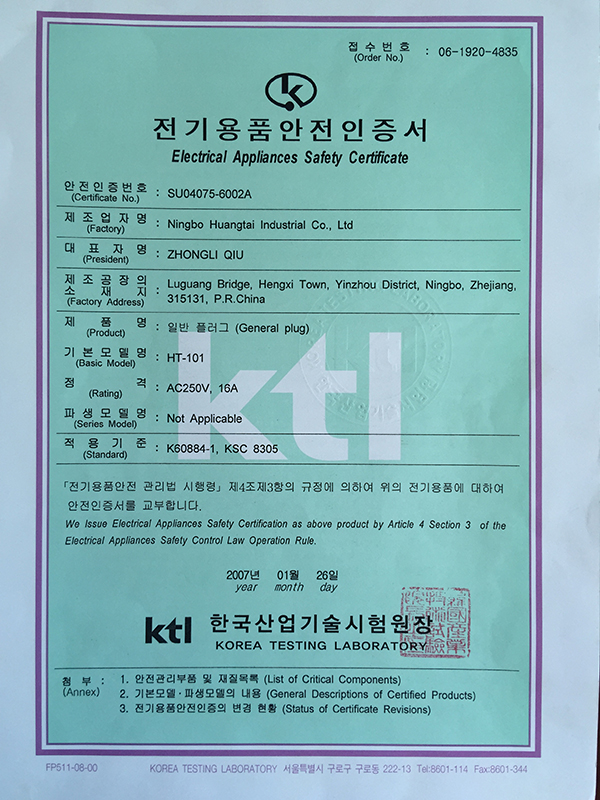 접 수 번 호 : 06-1920-4835
(Order No.)
전기용품안전인증서
Electrical Appliances Safety Certificate
안전인증번호 : SU04075-6002A
(Certificate No.)
제 조 업 자 명 : Ningbo Huangtai Industrial Co., Ltd
(Factory)
대 표 자 명 : ZHONGLI QIU
(President)
제 조 공 장 의
소 재 지 : Luguang Bridge, Hengxi Town, Yinzhou District, Ningbo, Zhejiang,
(Factory Address) 315131, P.R.China
제 품 명 : 일반 플러그 (General plug)
(Product)
기 본 모 델 명 : HT-101
(Basic Model)
정 격 : AC250V, 16A
(Rating)
파 생 모 델 명 : Not Applicable
(Series Model)
적 용 기 준 : K60884-1, KSC 8305
(Standard)
ktl
「전기용품안전 관리법 시행령」 제4조제3항의 규정에 의하여 위의 전기용품에 대하여
안전인증서를 교부합니다.
We Issue Electrical Appliances Safety Certification as above product by Article 4 Section 3 of the
Electrical Appliances Safety Control Law Operation Rule.
2007년 01월 26일
year month day
ktl 한국산업기술시험원장
KOREA TESTING LABORATORY
첨 부 : 1. 안전관리부품 및 재질목록 (List of Critical Components)
(Annex) 2. 기본모델·파생모델의 내용 (General Descriptions of Certified Products)
3. 전기용품안전인증의 변경 현황 (Status of Certificate Revisions)
FP511-08-00 KOREA TESTING LABORATORY 서울특별시 구로구 구로동 222-13 Tel:8601-114 Fax:8601-344